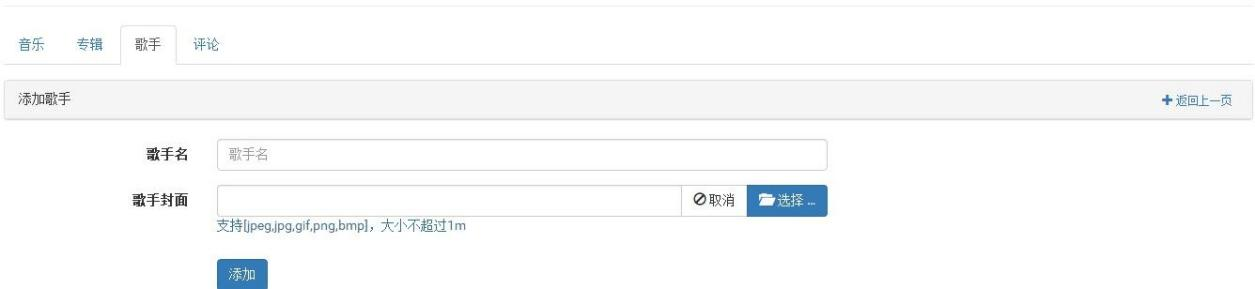 音乐 专辑 歌手 评论
添加歌手 返回上一页
歌手名 歌手名
歌手封面 取消 选择 ...
支持[jpeg,jpg,gif,png,bmp]，大小不超过1m
添加